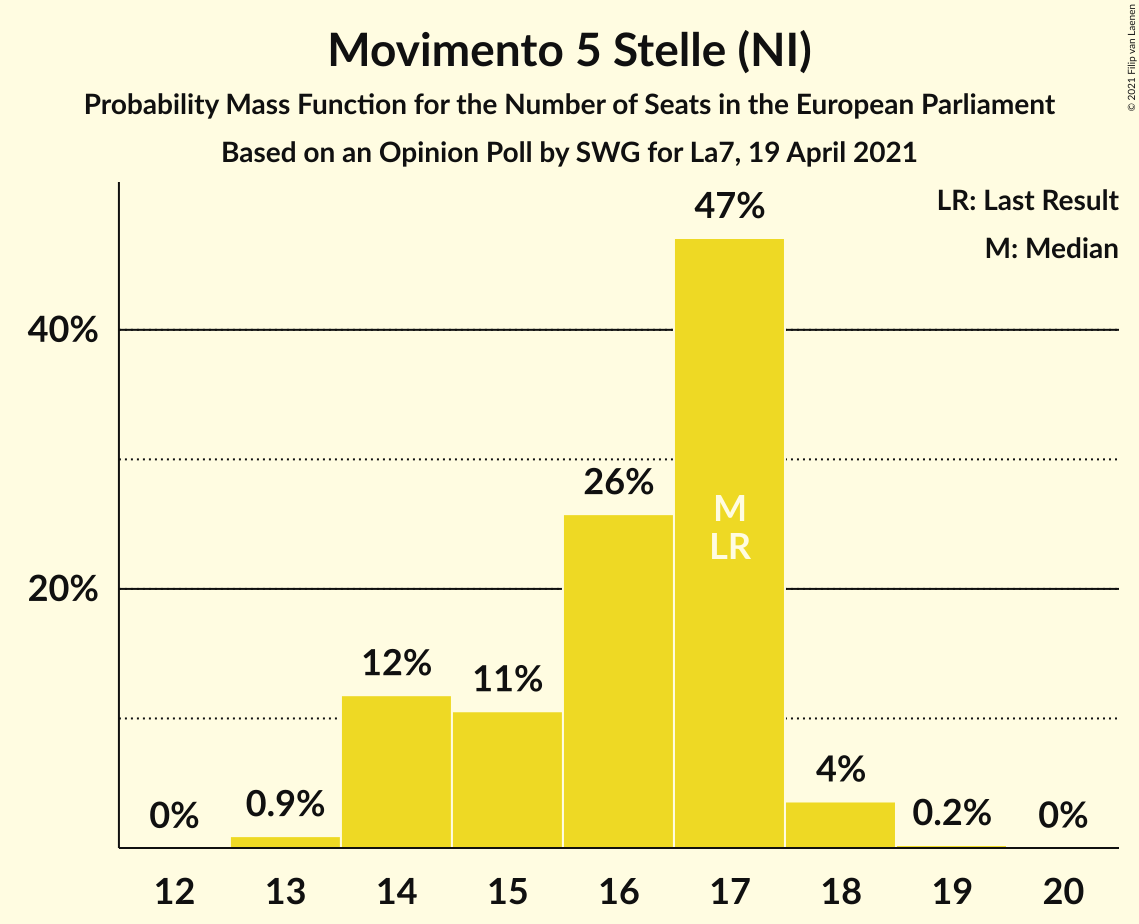 Movimento 5 Stelle (NI)
Probability Mass Function for the Number of Seats in the European Parliament
Based on an Opinion Poll by SWG for La7, 19 April 2021
© 2021 Filip van Laenen
LR: Last Result
M: Median
40%
20%
0%
0.9%
12%
11%
26%
47%
M
LR
4%
0.2%
0%
12 13 14 15 16 17 18 19 20